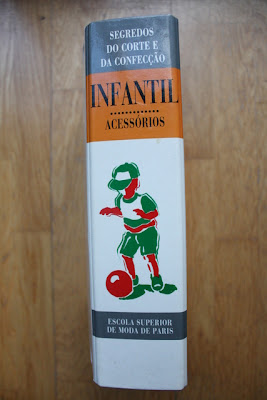 SEGREDOS
DO CORTE E
DA CONFECÇÃO
INFANTIL
ACESSÓRIOS
ESCOLA SUPERIOR
DE MODA DE PARIS